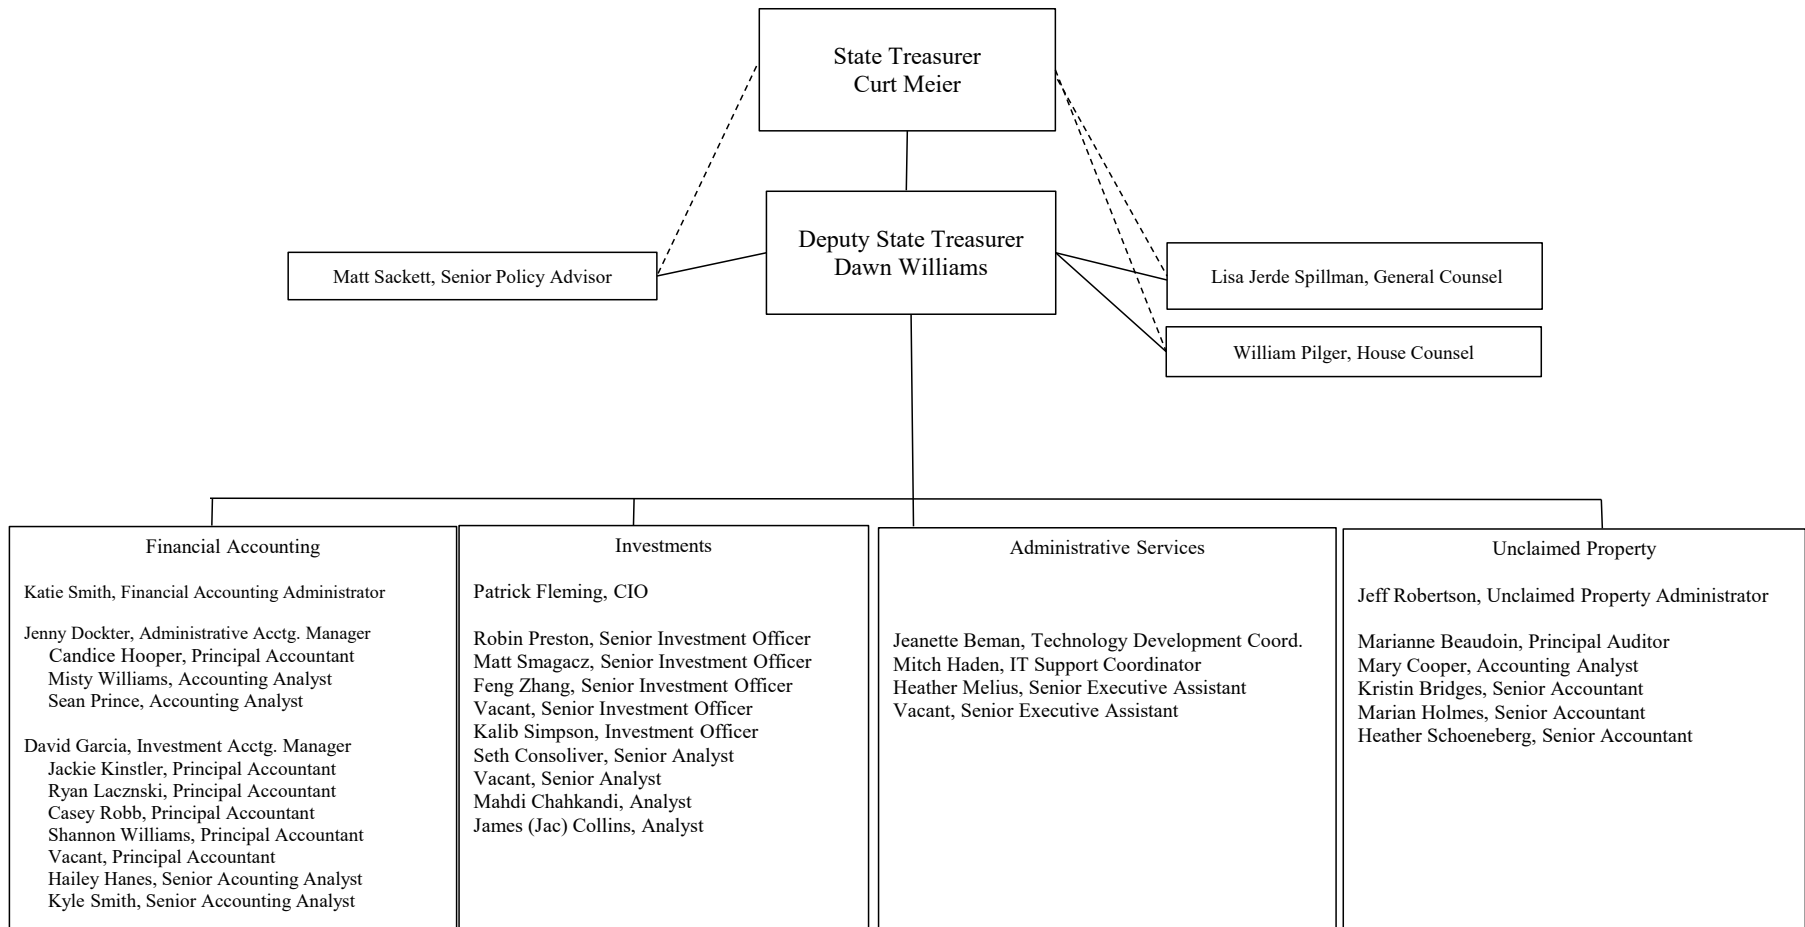 State Treasurer
Curt Meier
Deputy State Treasurer
Dawn Williams
Matt Sackett, Senior Policy Advisor
Lisa Jerde Spillman, General Counsel
William Pilger, House Counsel
Financial Accounting
Katie Smith, Financial Accounting Administrator
Jenny Dockter, Administrative Acctg. Manager
Candice Hooper, Principal Accountant
Misty Williams, Accounting Analyst
Sean Prince, Accounting Analyst
David Garcia, Investment Acctg. Manager
Jackie Kinstler, Principal Accountant
Ryan Lacznski, Principal Accountant
Casey Robb, Principal Accountant
Shannon Williams, Principal Accountant
Vacant, Principal Accountant
Hailey Hanes, Senior Acounting Analyst
Kyle Smith, Senior Accounting Analyst
Investments
Patrick Fleming, CIO
Robin Preston, Senior Investment Officer
Matt Smagacz, Senior Investment Officer
Feng Zhang, Senior Investment Officer
Vacant, Senior Investment Officer
Kalib Simpson, Investment Officer
Seth Consoliver, Senior Analyst
Vacant, Senior Analyst
Mahdi Chahkandi, Analyst
James (Jac) Collins, Analyst
Administrative Services
Jeanette Beman, Technology Development Coord.
Mitch Haden, IT Support Coordinator
Heather Melius, Senior Executive Assistant
Vacant, Senior Executive Assistant
Unclaimed Property
Jeff Robertson, Unclaimed Property Administrator
Marianne Beaudoin, Principal Auditor
Mary Cooper, Accounting Analyst
Kristin Bridges, Senior Accountant
Marian Holmes, Senior Accountant
Heather Schoeneberg, Senior Accountant